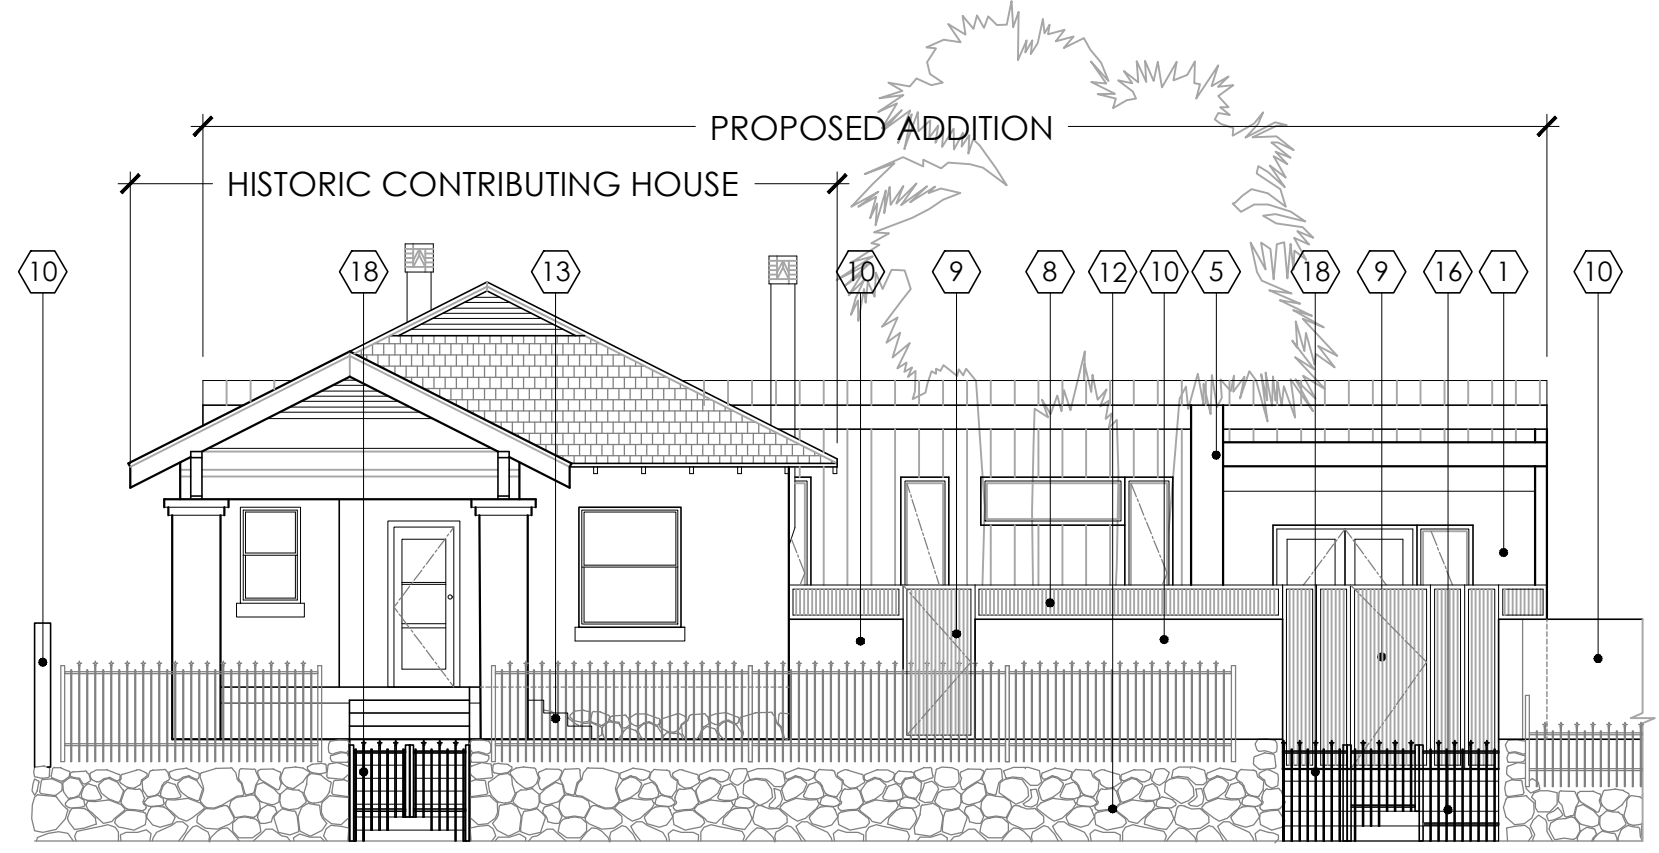 PROPOSED ADDITION
HISTORIC CONTRIBUTING HOUSE
10 18 13 10 9 8 12 10 5 18 9 16 1 10